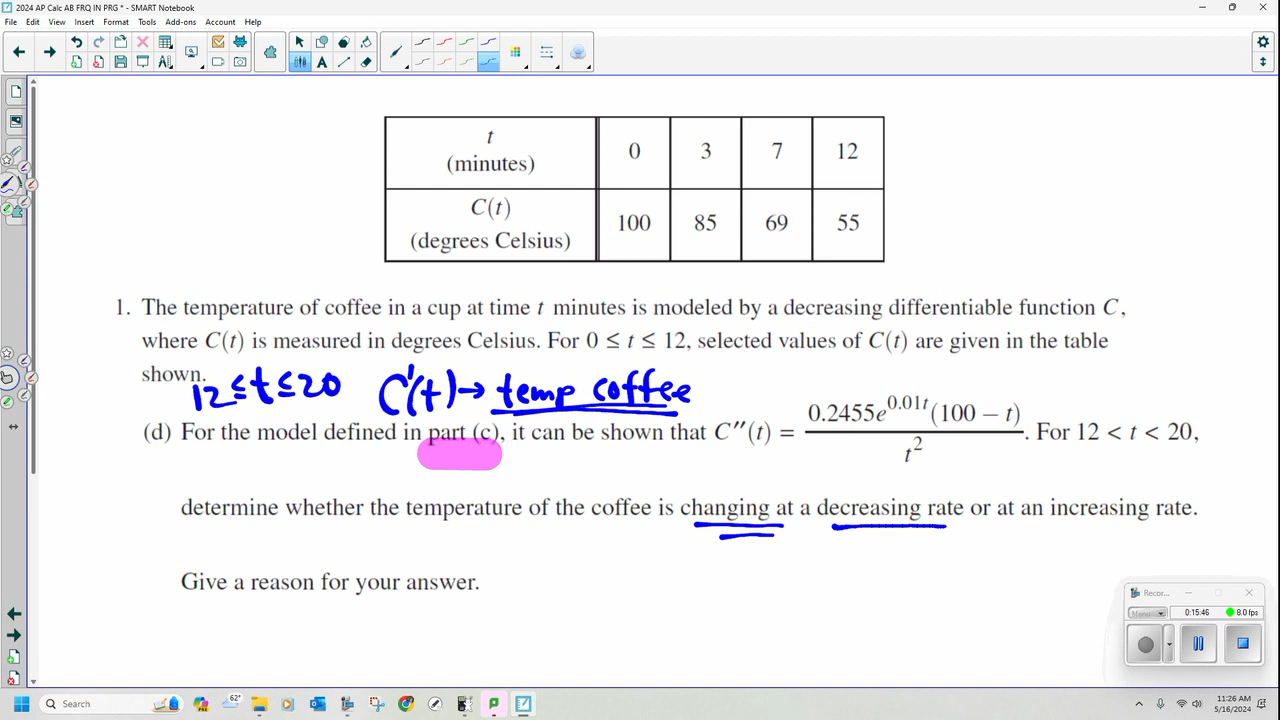 2024 AP Calc AB FRQ IN PRG * - SMART Notebook
File Edit View Insert Format Tools Add-ons Account Help
t (minutes) 0 3 7 12
C(t) (degrees Celsius) 100 85 69 55
1. The temperature of coffee in a cup at time t minutes is modeled by a decreasing differentiable function C,
where C(t) is measured in degrees Celsius. For 0 ≤ t ≤ 12, selected values of C(t) are given in the table
shown.
12 ≤ t ≤ 20 C'(t) → temp coffee
(d) For the model defined in part (c), it can be shown that C″(t) = 0.2455e^0.01t(100 − t) / t^2. For 12 < t < 20,
determine whether the temperature of the coffee is changing at a decreasing rate or at an increasing rate.
Give a reason for your answer.
Recor...
Menu 0:15:46 8.0 fps
Search
62°
11:26 AM
5/16/2024